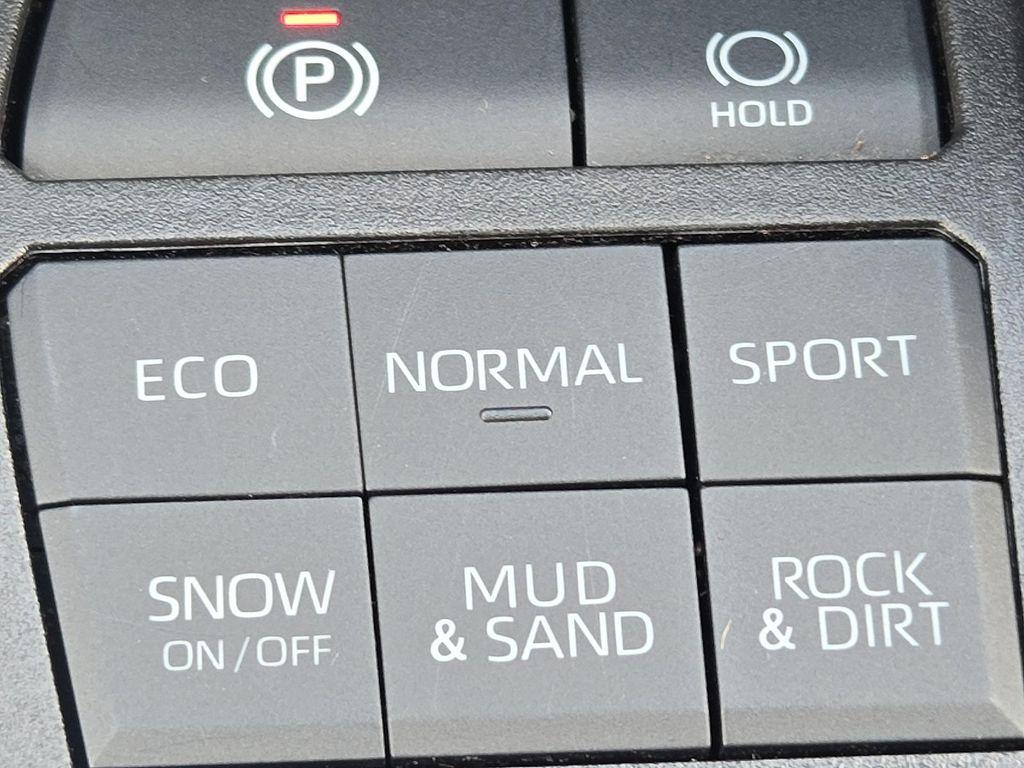 P
HOLD
ECO
NORMAL
SPORT
SNOW
ON/OFF
MUD
& SAND
ROCK
& DIRT